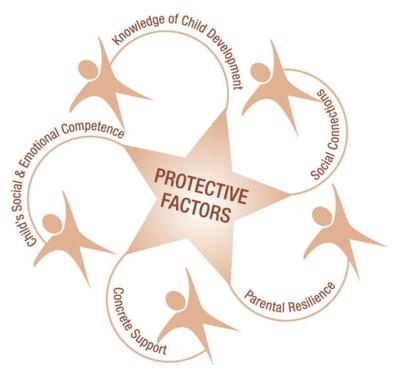 Knowledge of Child Development
Social Connections
Child's Social & Emotional Competence
PROTECTIVE
FACTORS
Parental Resilience
Concrete Support